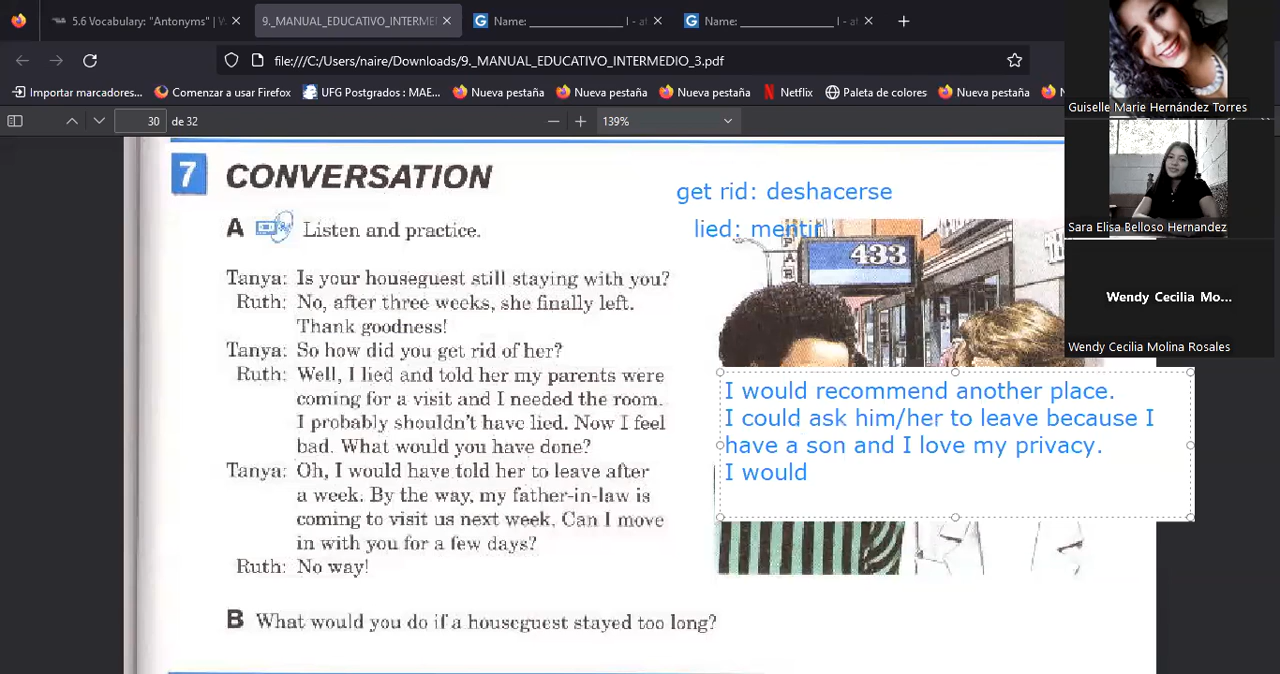 5.6 Vocabulary: "Antonyms" | W
9._MANUAL_EDUCATIVO_INTERME
Name: ____________ I - at
Name: ____________ I - at
file:///C:/Users/naire/Downloads/9._MANUAL_EDUCATIVO_INTERMEDIO_3.pdf
Importar marcadores...
Comenzar a usar Firefox
UFG Postgrados : MAE...
Nueva pestaña
Nueva pestaña
Nueva pestaña
Netflix
Paleta de colores
Nueva pestaña
30 de 32
139%
Guiselle Marie Hernández Torres
Sara Elisa Belloso Hernandez
Wendy Cecilia Mo...
Wendy Cecilia Molina Rosales
7 CONVERSATION
get rid: deshacerse
lied: mentir
A Listen and practice.
433
Tanya: Is your houseguest still staying with you?
Ruth: No, after three weeks, she finally left.
Thank goodness!
Tanya: So how did you get rid of her?
Ruth: Well, I lied and told her my parents were
coming for a visit and I needed the room.
I probably shouldn't have lied. Now I feel
bad. What would you have done?
Tanya: Oh, I would have told her to leave after
a week. By the way, my father-in-law is
coming to visit us next week. Can I move
in with you for a few days?
Ruth: No way!
I would recommend another place.
I could ask him/her to leave because I
have a son and I love my privacy.
I would
B What would you do if a houseguest stayed too long?